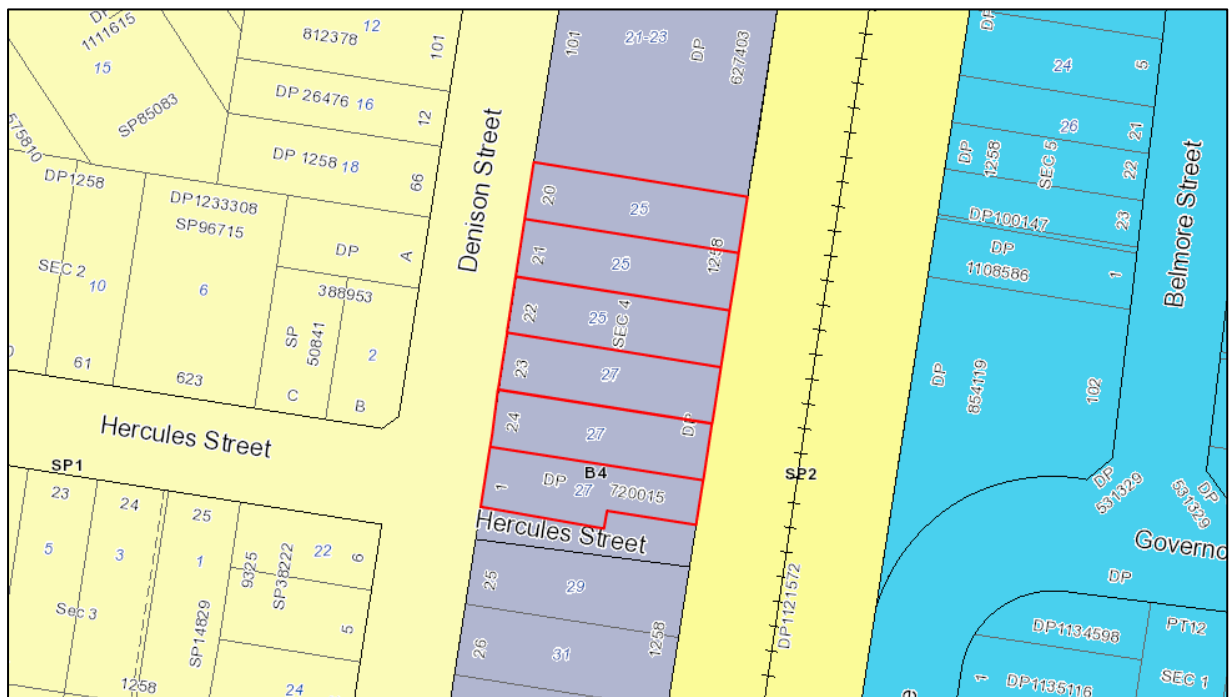 DP
1111615
15
SP85083
575810
12
812378
101
DP 26476 16
12
DP 1258 18
66
DP1258
DP1233308
SP96715
SEC 2
10
6
DP
A
388953
SP
50841
2
61
623
C
B
Denison Street
Hercules Street
SP1
23
24
25
5
3
1
9325
SP38222
22
6
Sec 3
SP14829
5
1258
24
101
21-23
DP
627403
20
25
21
25
1258
22
25
SEC 4
23
27
24
27
DP
B4
1
DP 27 720015
Hercules Street
25
29
26
31
1258
SP2
DP1121572
DP
24
5
26
21
DP
1258
SEC 5
22
DP100147
23
DP
1108586
1
Belmore Street
DP
854119
102
DP
531329
DP
531329
Governo
DP
DP1134598
PT12
1
DP1135116
SEC 1